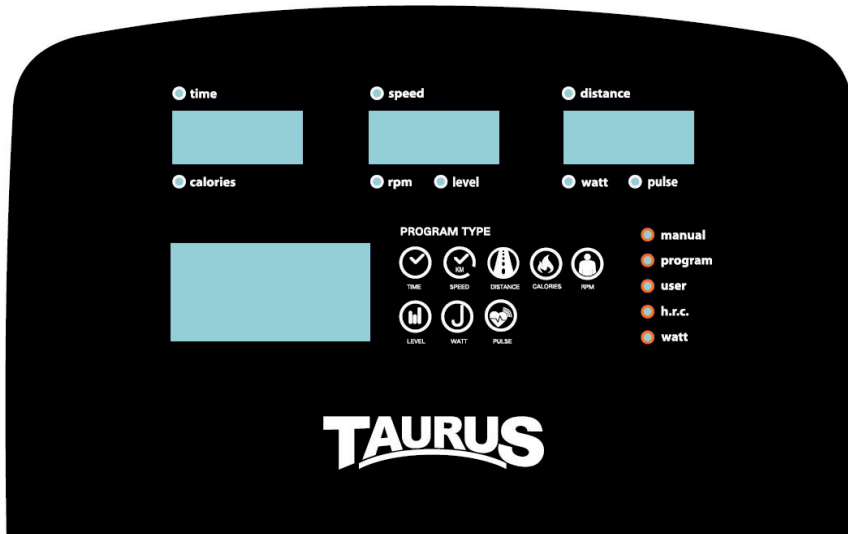 time speed distance
calories rpm level watt pulse
PROGRAM TYPE
KM
TIME SPEED DISTANCE CALORIES RPM
LEVEL WATT PULSE
manual
program
user
h.r.c.
watt
TAURUS